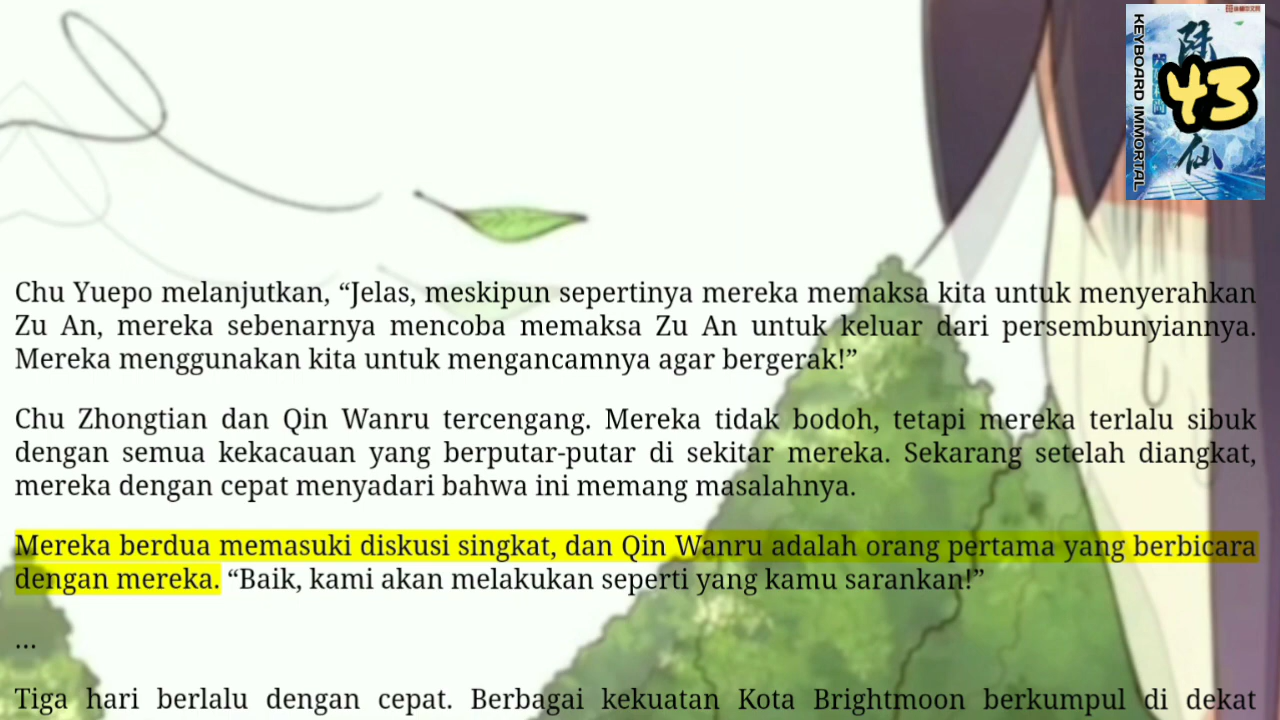 KEYBOARD IMMORTAL
43
Chu Yuepo melanjutkan, “Jelas, meskipun sepertinya mereka memaksa kita untuk menyerahkan
Zu An, mereka sebenarnya mencoba memaksa Zu An untuk keluar dari persembunyiannya.
Mereka menggunakan kita untuk mengancamnya agar bergerak!”
Chu Zhongtian dan Qin Wanru tercengang. Mereka tidak bodoh, tetapi mereka terlalu sibuk
dengan semua kekacauan yang berputar-putar di sekitar mereka. Sekarang setelah diangkat,
mereka dengan cepat menyadari bahwa ini memang masalahnya.
Mereka berdua memasuki diskusi singkat, dan Qin Wanru adalah orang pertama yang berbicara
dengan mereka. “Baik, kami akan melakukan seperti yang kamu sarankan!”
...
Tiga hari berlalu dengan cepat. Berbagai kekuatan Kota Brightmoon berkumpul di dekat